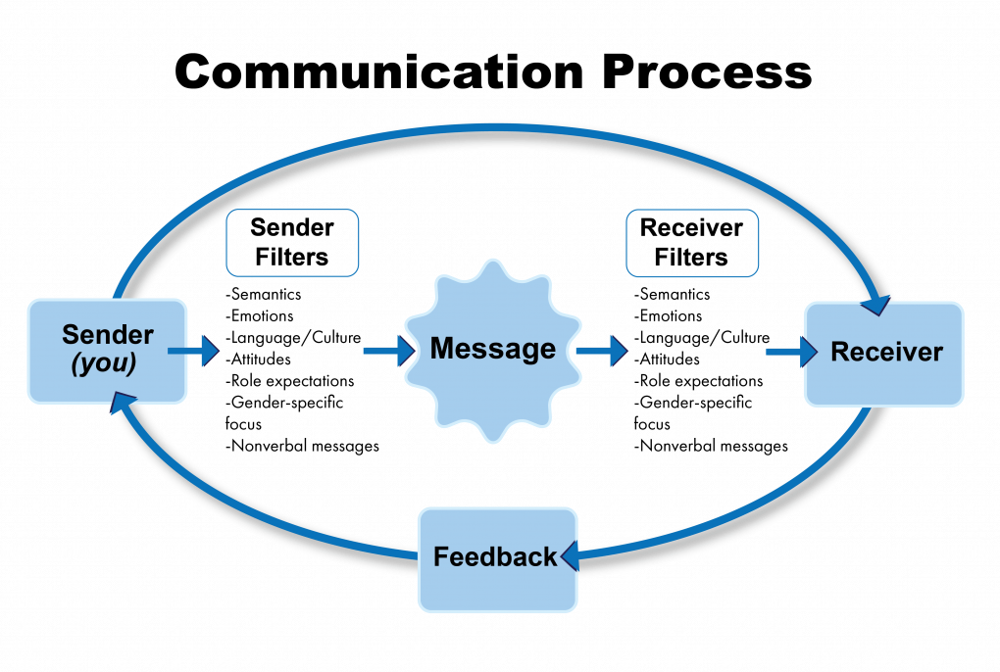 Communication Process
Sender
Filters
-Semantics
-Emotions
-Language/Culture
-Attitudes
-Role expectations
-Gender-specific
focus
-Nonverbal messages
Receiver
Filters
-Semantics
-Emotions
-Language/Culture
-Attitudes
-Role expectations
-Gender-specific
focus
-Nonverbal messages
Sender
(you)
Message
Receiver
Feedback